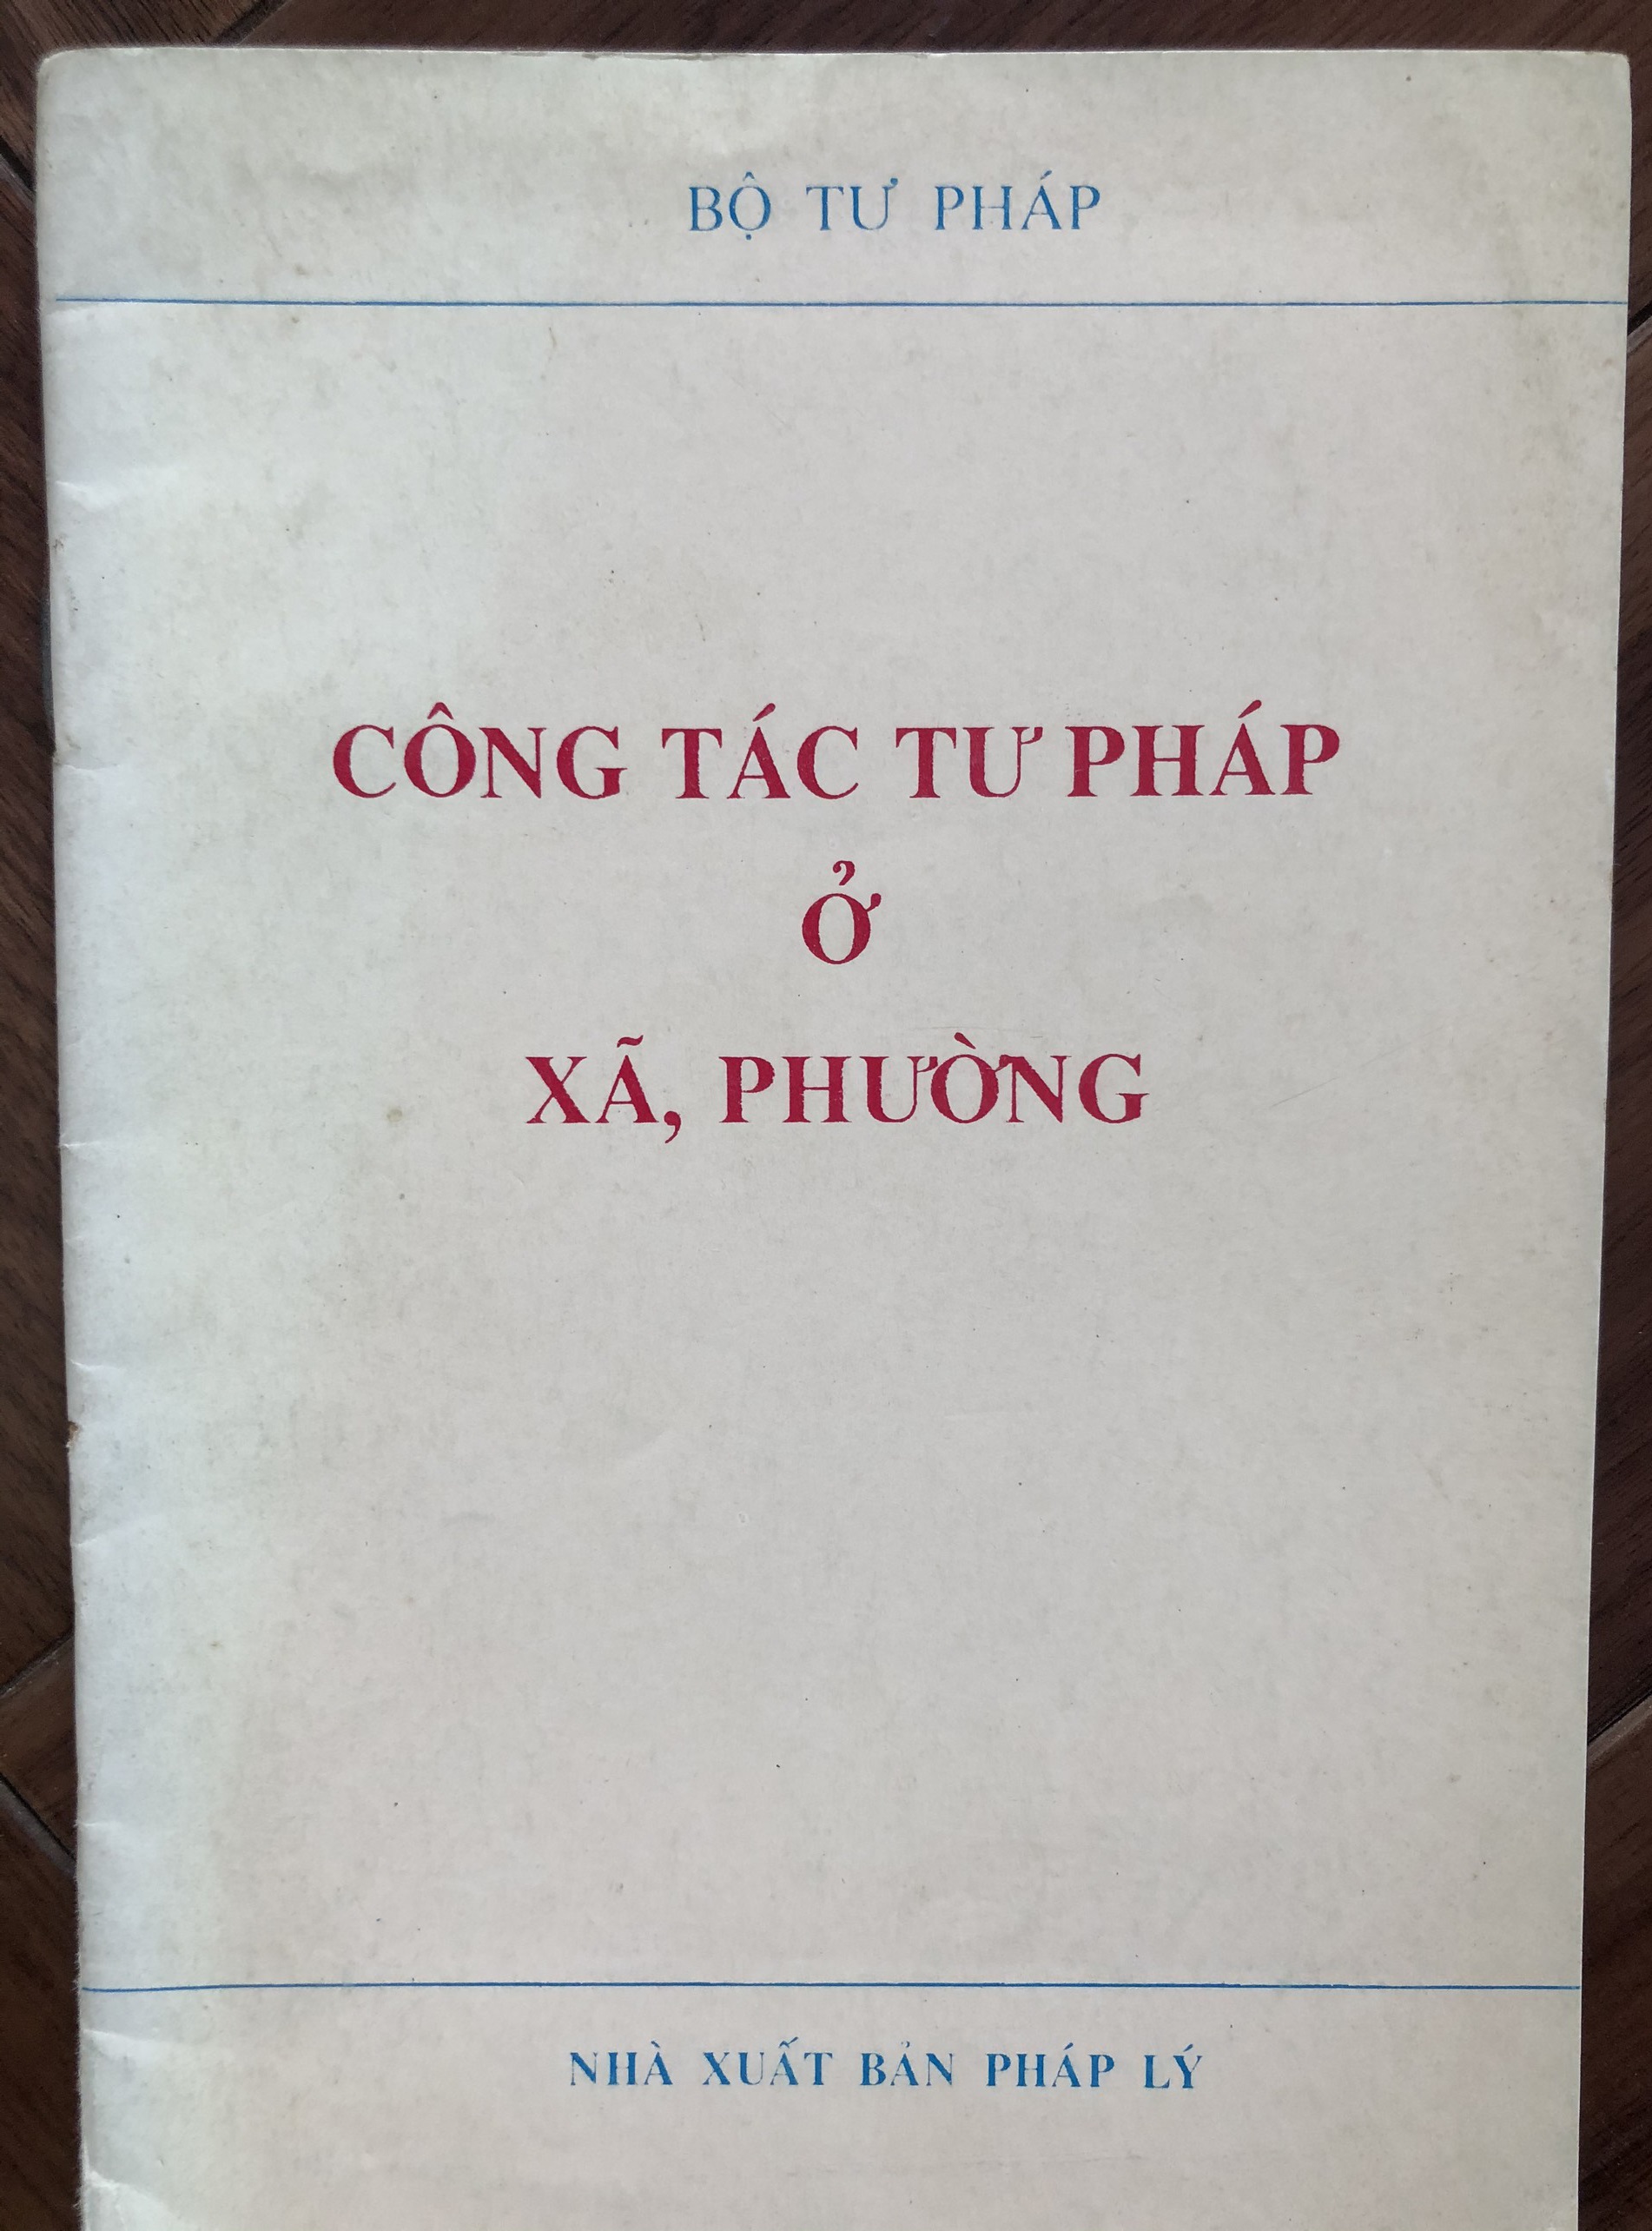 BỘ TƯ PHÁP
CÔNG TÁC TƯ PHÁP
Ở
XÃ, PHƯỜNG
NHÀ XUẤT BẢN PHÁP LÝ